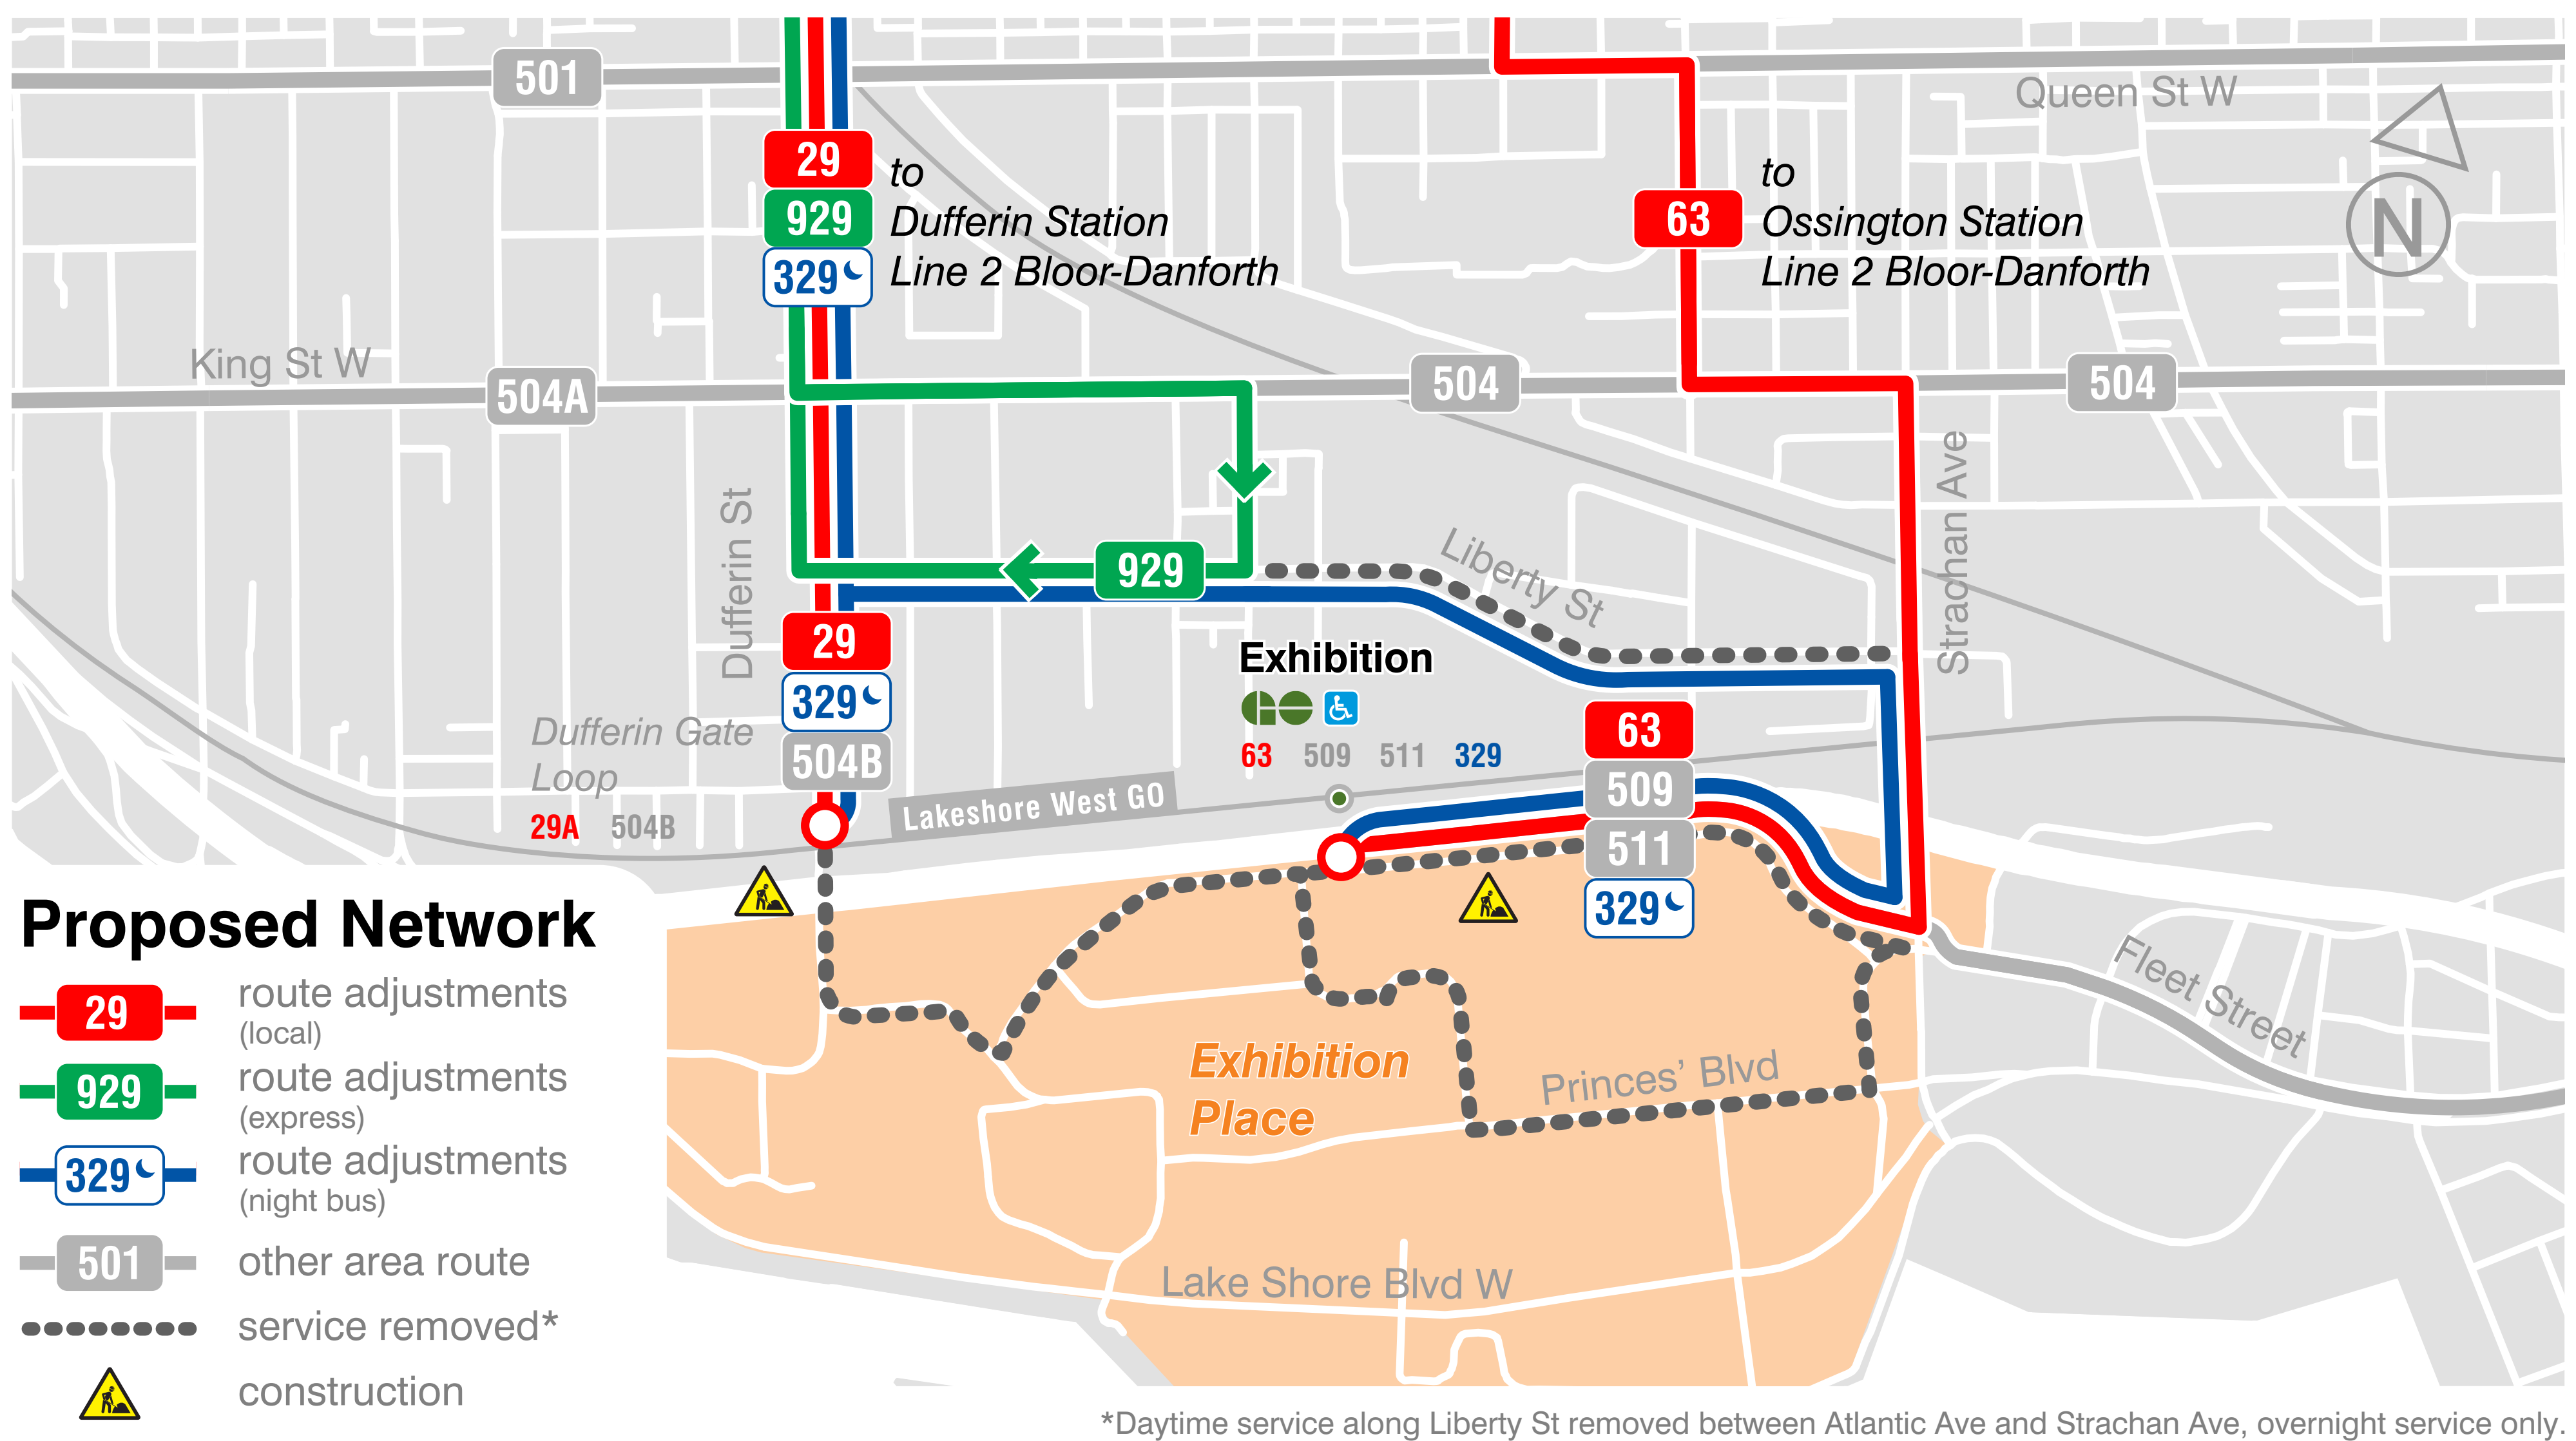 501
Queen St W
29
929
329
to
Dufferin Station
Line 2 Bloor-Danforth
63
to
Ossington Station
Line 2 Bloor-Danforth
N
King St W
504A
504
504
Dufferin St
Strachan Ave
929
Liberty St
29
329
504B
Dufferin Gate
Loop
29A 504B
Exhibition
63 509 511 329
Lakeshore West GO
63
509
511
329
Fleet Street
Exhibition
Place
Princes’ Blvd
Lake Shore Blvd W
Proposed Network
29 route adjustments
(local)
929 route adjustments
(express)
329 route adjustments
(night bus)
501 other area route
service removed*
construction
*Daytime service along Liberty St removed between Atlantic Ave and Strachan Ave, overnight service only.